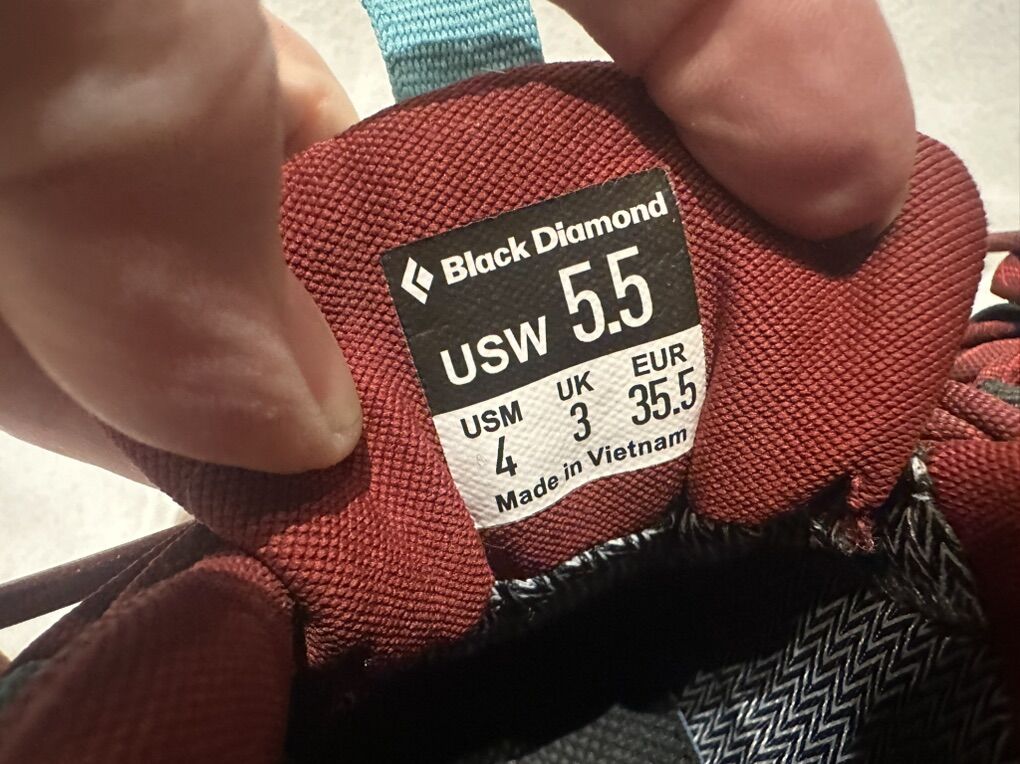 Black Diamond
USW 5.5
USM UK EUR
4 3 35.5
Made in Vietnam